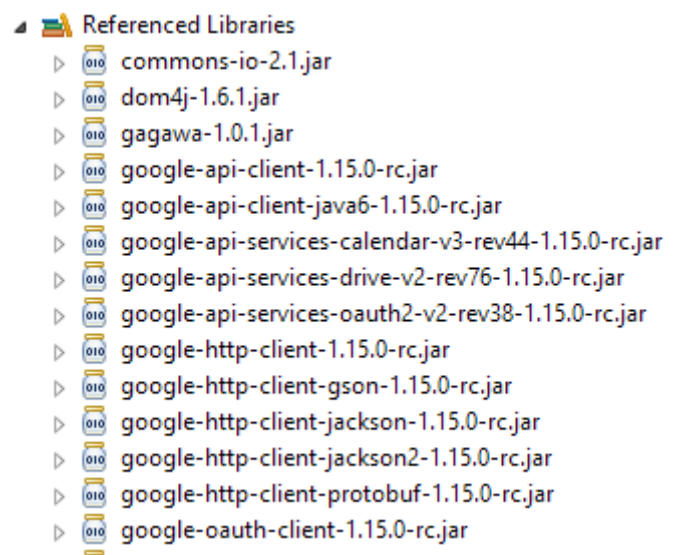 Referenced Libraries
commons-io-2.1.jar
dom4j-1.6.1.jar
gagawa-1.0.1.jar
google-api-client-1.15.0-rc.jar
google-api-client-java6-1.15.0-rc.jar
google-api-services-calendar-v3-rev44-1.15.0-rc.jar
google-api-services-drive-v2-rev76-1.15.0-rc.jar
google-api-services-oauth2-v2-rev38-1.15.0-rc.jar
google-http-client-1.15.0-rc.jar
google-http-client-gson-1.15.0-rc.jar
google-http-client-jackson-1.15.0-rc.jar
google-http-client-jackson2-1.15.0-rc.jar
google-http-client-protobuf-1.15.0-rc.jar
google-oauth-client-1.15.0-rc.jar